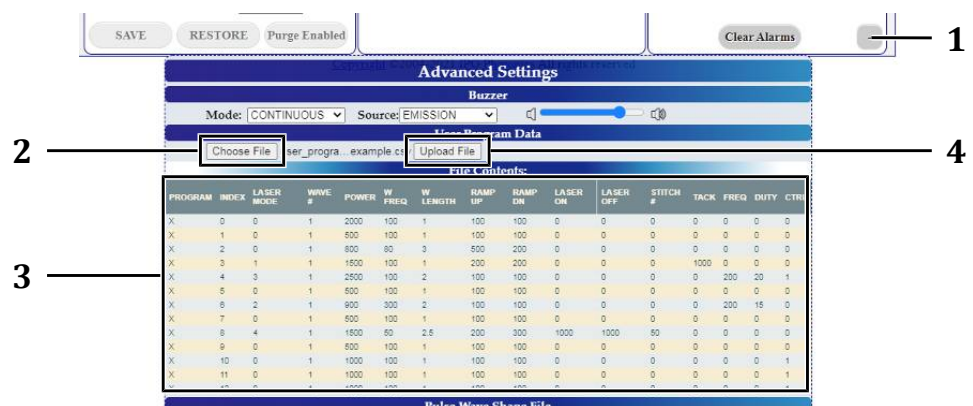 SAVE RESTORE Purge Enabled Clear Alarms - 1
Advanced Settings
Buzzer
Mode: CONTINUOUS Source: EMISSION
User Program Data
2 Choose File ser_progra...example.csv Upload File 4
File Contents:
PROGRAM INDEX LASER MODE WAVE # POWER W FREQ W LENGTH RAMP UP RAMP DN LASER ON LASER OFF STITCH # TACK FREQ DUTY CTRL
X 0 0 1 2000 100 1 100 100 0 0 0 0 0 0 0
X 1 0 1 500 100 1 100 100 0 0 0 0 0 0 0
X 2 0 1 800 80 3 500 200 0 0 0 0 0 0 0
X 3 1 1 1500 100 1 200 200 0 0 0 1000 0 0 0
3
X 4 3 1 2500 100 2 100 100 0 0 0 0 200 20 1
X 5 0 1 500 100 1 100 100 0 0 0 0 0 0 0
X 6 2 1 900 300 2 100 100 0 0 0 0 200 15 0
X 7 0 1 500 100 1 100 100 0 0 0 0 0 0 0
X 8 4 1 1500 50 2.5 200 300 1000 1000 50 0 0 0 0
X 9 0 1 500 100 1 100 100 0 0 0 0 0 0 0
X 10 0 1 1000 100 1 100 100 0 0 0 0 0 0 1
X 11 0 1 1000 100 1 100 100 0 0 0 0 0 0 1
Pulse Wave Shape File